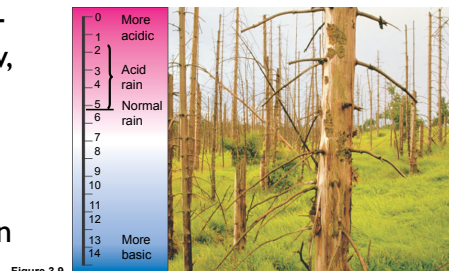 0 More
1 acidic
2
3 Acid
4 rain
5 Normal
6 rain
7
8
9
10
11
12
13 More
14 basic
n
Figure 3.9